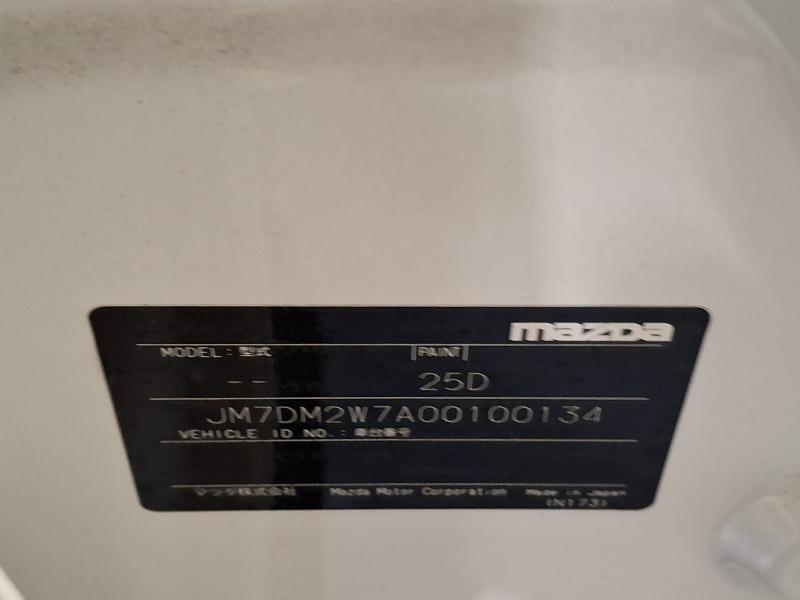 mazda
MODEL : 型式 PAINT
-- 25D
JM7DM2W7A00100134
VEHICLE ID NO. : 車台番号
マツダ株式会社 Mazda Motor Corporation Made in Japan
(N173)